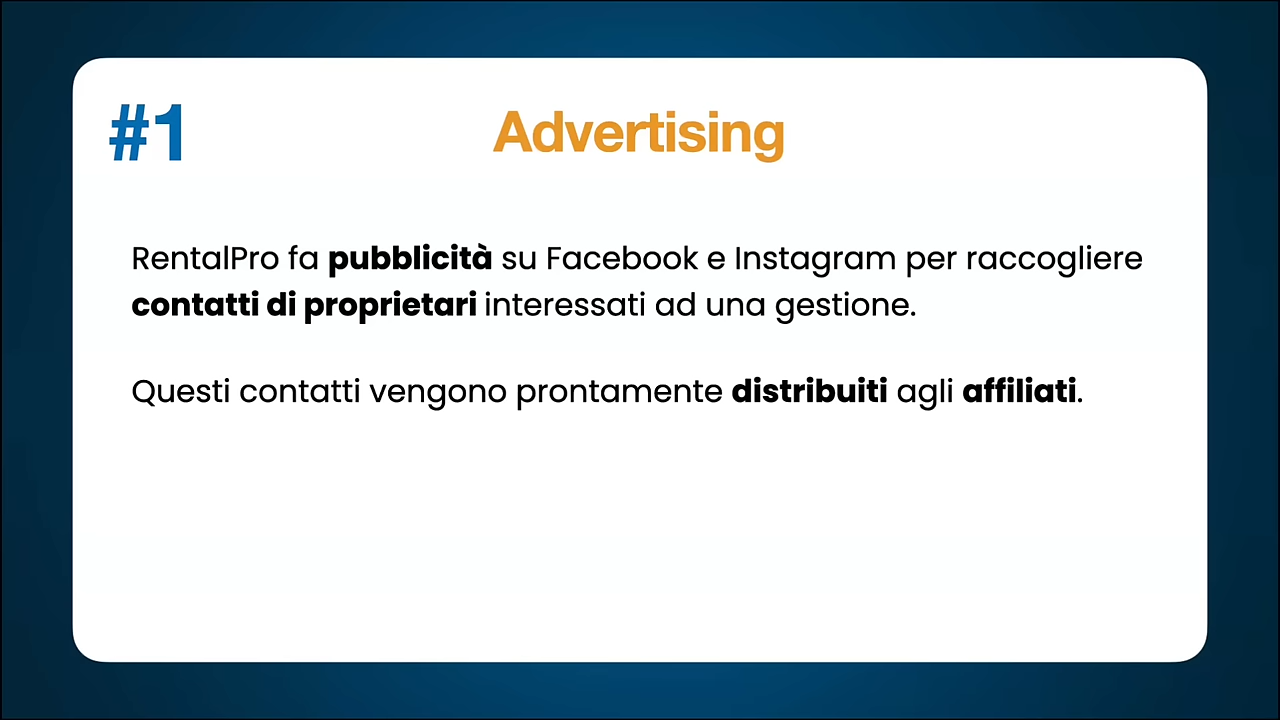 #1
Advertising
RentalPro fa pubblicità su Facebook e Instagram per raccogliere
contatti di proprietari interessati ad una gestione.
Questi contatti vengono prontamente distribuiti agli affiliati.